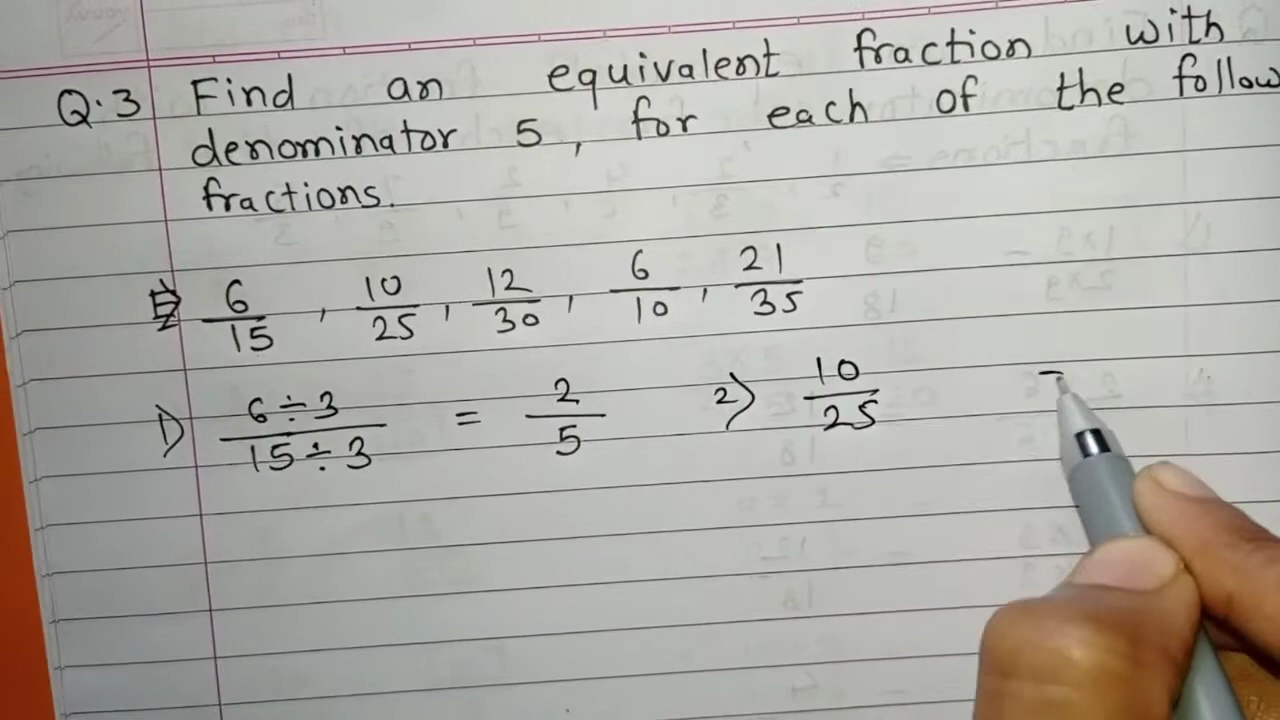 Q.3 Find an equivalent fraction with
denominator 5, for each of the follow
fractions.
6/15, 10/25, 12/30, 6/10, 21/35
1) 6÷3/15÷3 = 2/5 2) 10/25